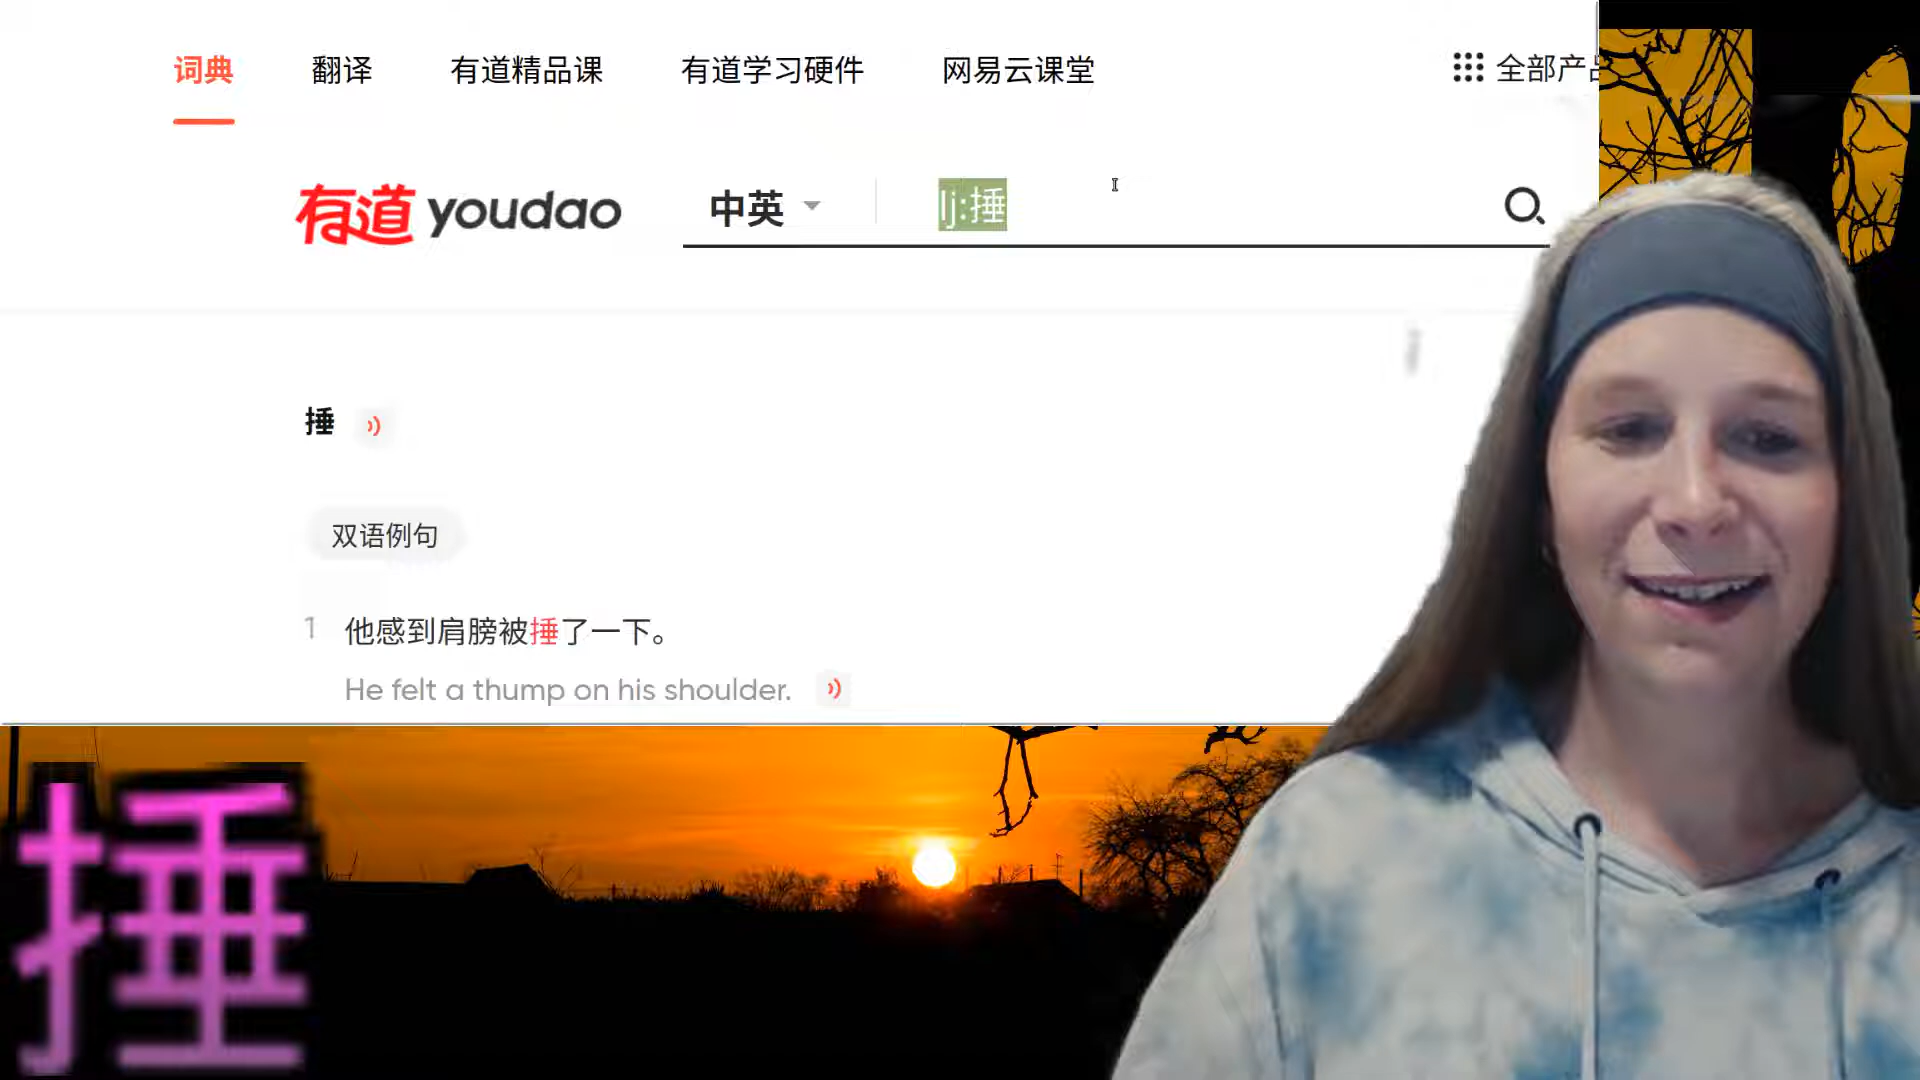 词典 翻译 有道精品课 有道学习硬件 网易云课堂 全部产品
有道 youdao 中英 lj:捶
捶
双语例句
1 他感到肩膀被捶了一下。
He felt a thump on his shoulder.
捶